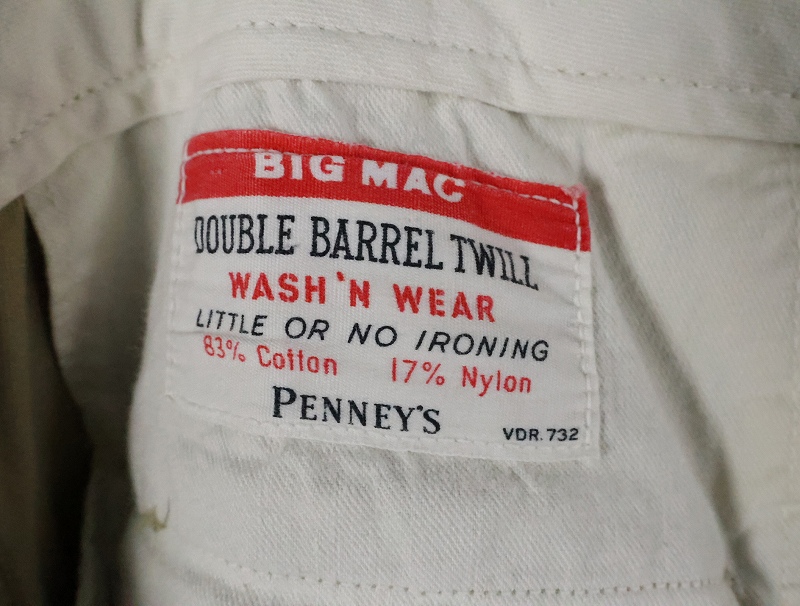 BIG MAC
DOUBLE BARREL TWILL
WASH 'N WEAR
LITTLE OR NO IRONING
83% Cotton 17% Nylon
PENNEY'S
VDR. 732